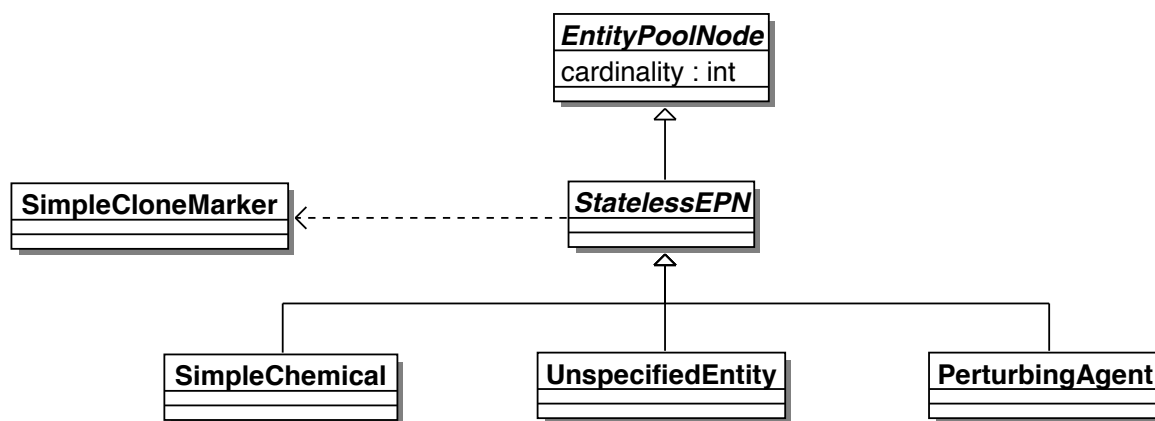 EntityPoolNode
cardinality : int
SimpleCloneMarker
StatelessEPN
SimpleChemical
UnspecifiedEntity
PerturbingAgent